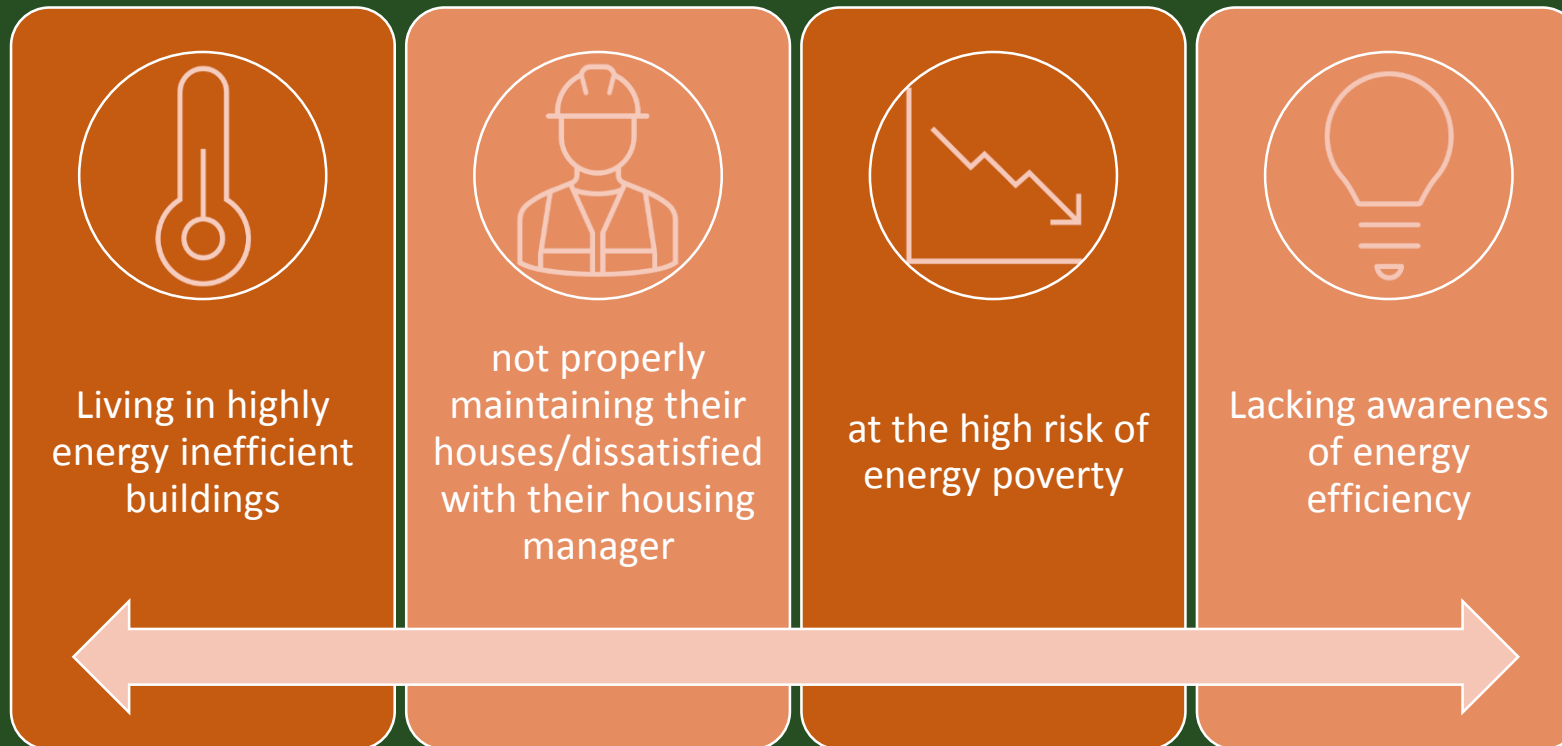 Living in highly
energy inefficient
buildings
not properly
maintaining their
houses/dissatisfied
with their housing
manager
at the high risk of
energy poverty
Lacking awareness
of energy
efficiency